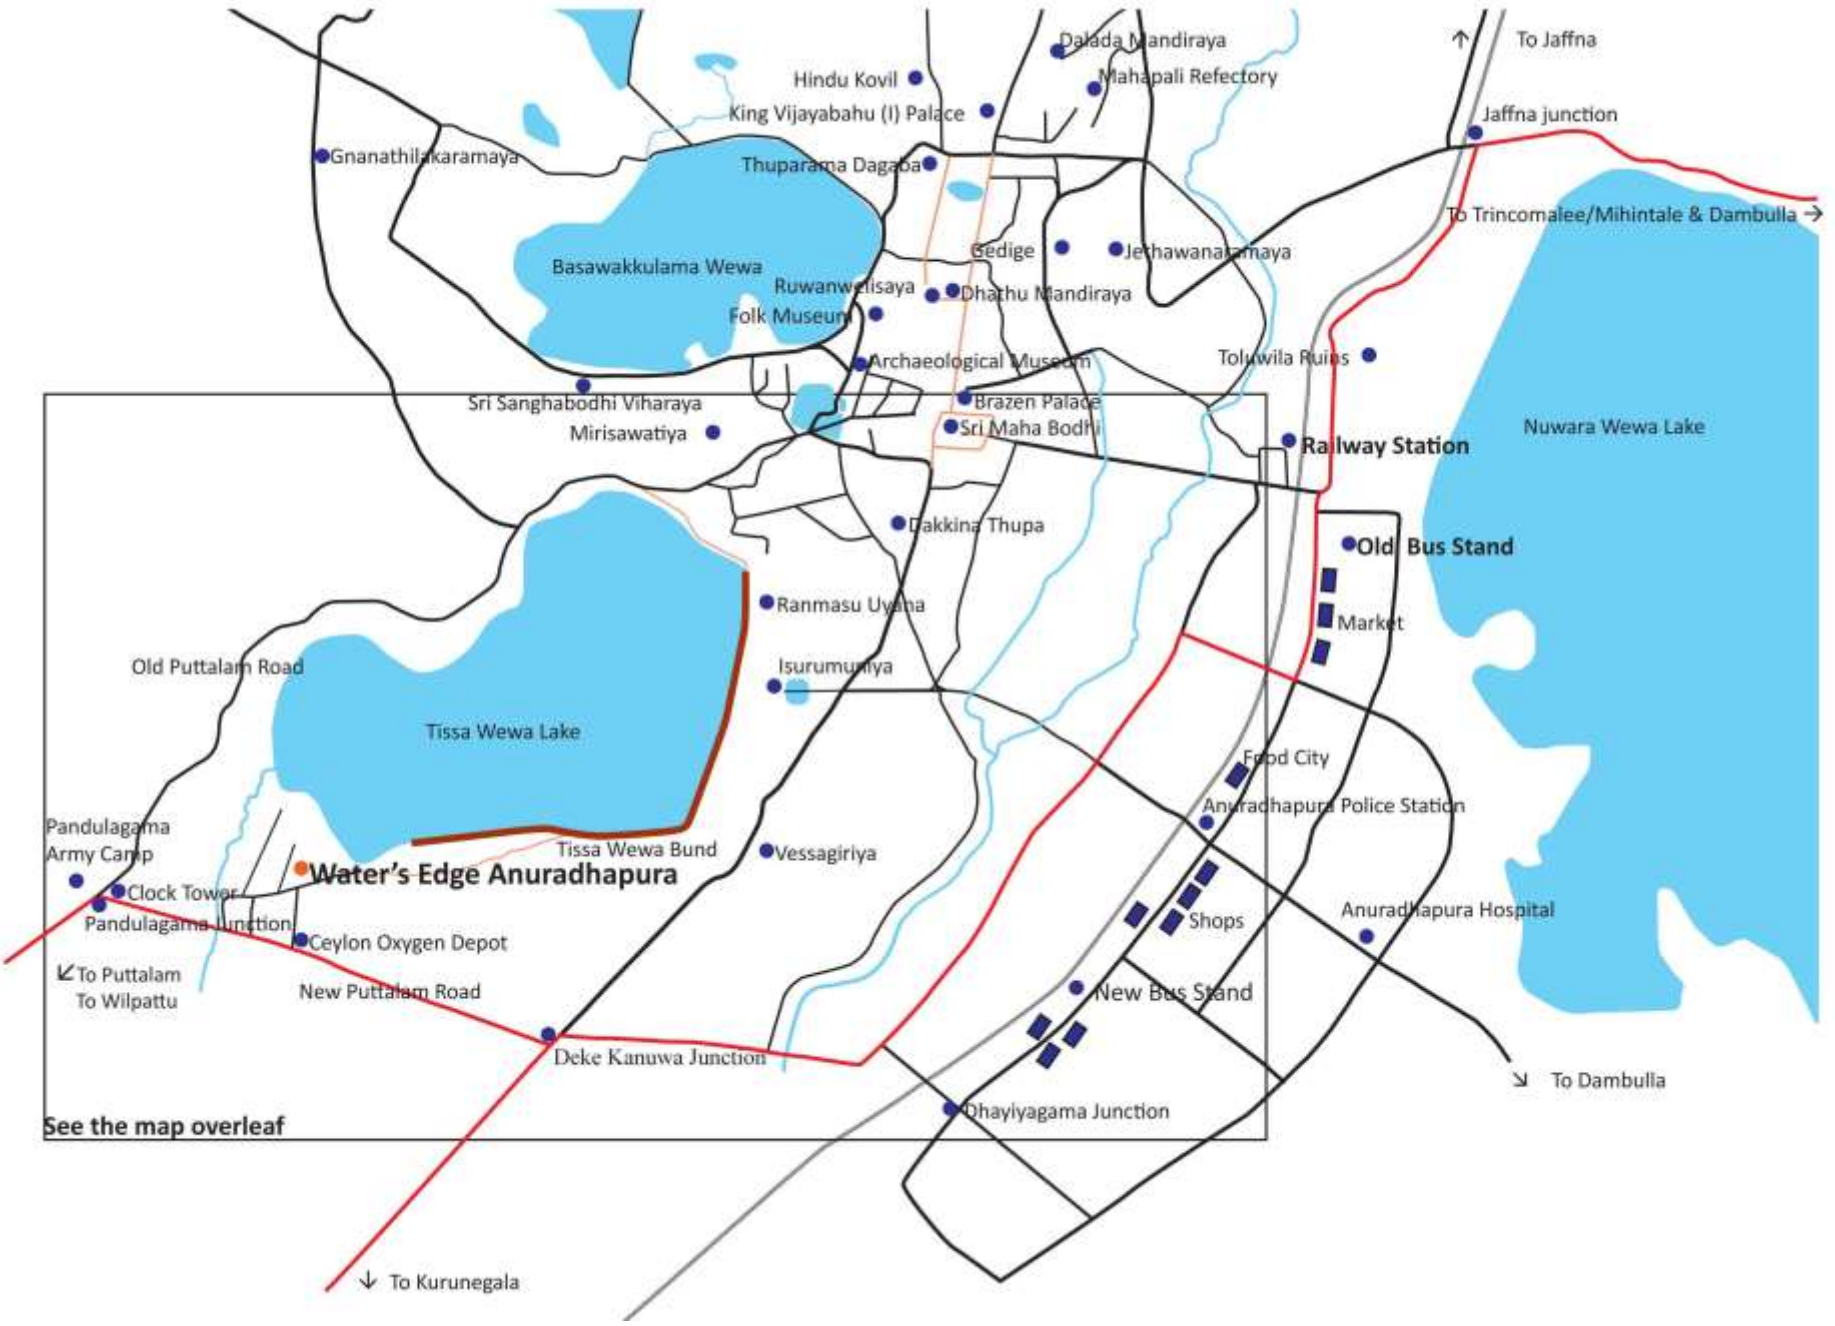 Dalada Mandiraya
To Jaffna
Hindu Kovil
Mahapali Refectory
King Vijayabahu (I) Palace
Jaffna junction
Gnanathilakaramaya
Thuparama Dagaba
To Trincomalee/Mihintale & Dambulla →
Gedige
Jethawanaramaya
Basawakkulama Wewa
Ruwanwelisaya
Dhathu Mandiraya
Folk Museum
Archaeological Museum
Toluwila Ruins
Sri Sanghabodhi Viharaya
Brazen Palace
Mirisawatiya
Sri Maha Bodhi
Nuwara Wewa Lake
Railway Station
Dakkina Thupa
Old Bus Stand
Ranmasu Uyana
Market
Old Puttalam Road
Isurumuniya
Tissa Wewa Lake
Food City
Anuradhapura Police Station
Pandulagama
Army Camp
Tissa Wewa Bund
Vessagiriya
Water's Edge Anuradhapura
Clock Tower
Pandulagama Junction
Shops
Anuradhapura Hospital
Ceylon Oxygen Depot
To Puttalam
To Wilpattu
New Puttalam Road
New Bus Stand
Deke Kanuwa Junction
To Dambulla
Dhayiyagama Junction
See the map overleaf
To Kurunegala